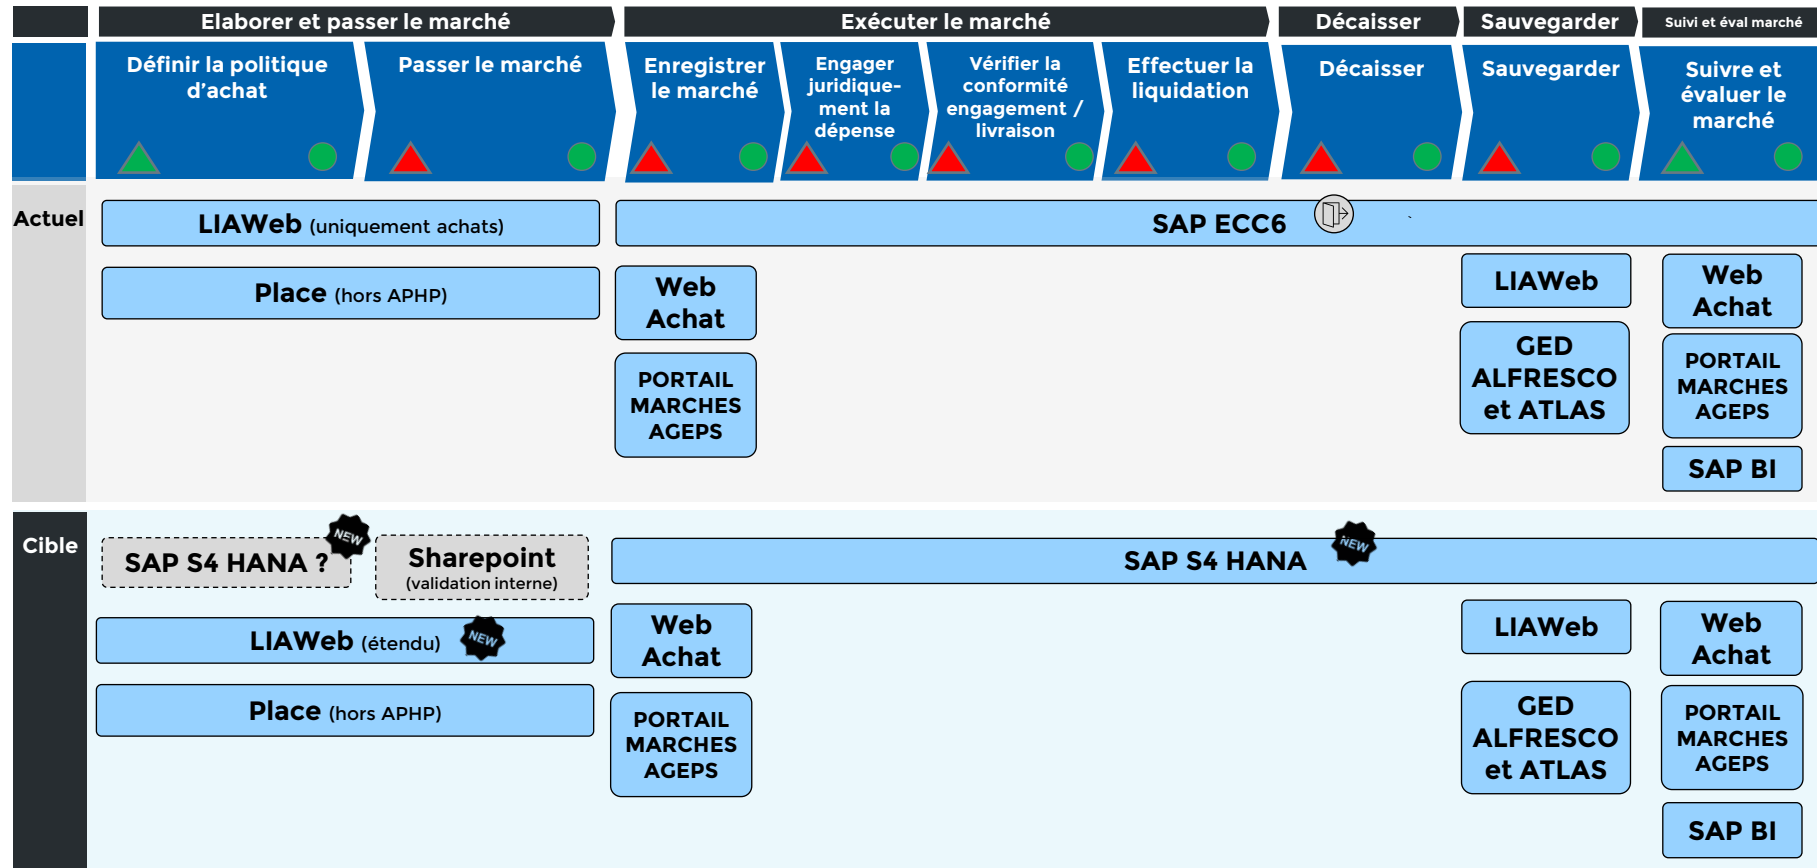 Elaborer et passer le marché
Exécuter le marché
Décaisser
Sauvegarder
Suivi et éval marché
Définir la politique
d'achat
Passer le marché
Enregistrer
le marché
Engager
juridique-
ment la
dépense
Vérifier la
conformité
engagement /
livraison
Effectuer la
liquidation
Décaisser
Sauvegarder
Suivre et
évaluer le
marché
Actuel
LIAWeb (uniquement achats)
SAP ECC6
Place (hors APHP)
Web
Achat
PORTAIL
MARCHES
AGEPS
LIAWeb
GED
ALFRESCO
et ATLAS
Web
Achat
PORTAIL
MARCHES
AGEPS
SAP BI
Cible
SAP S4 HANA ?
NEW
Sharepoint
(validation interne)
SAP S4 HANA
NEW
LIAWeb (étendu)
NEW
Place (hors APHP)
Web
Achat
PORTAIL
MARCHES
AGEPS
LIAWeb
GED
ALFRESCO
et ATLAS
Web
Achat
PORTAIL
MARCHES
AGEPS
SAP BI